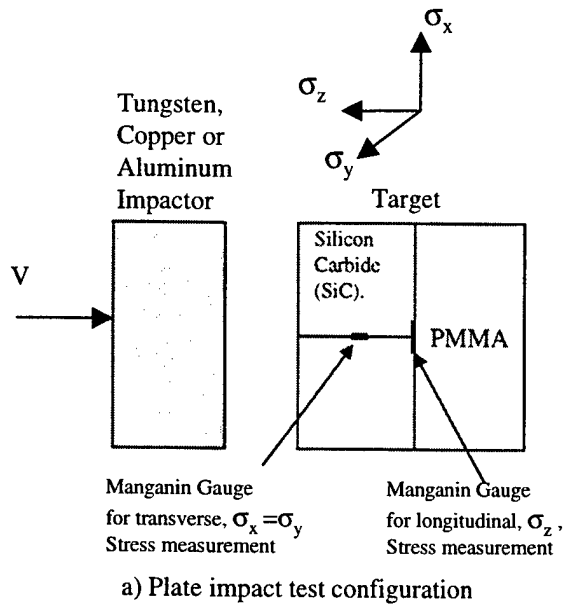 σx
σz
σy
Tungsten,
Copper or
Aluminum
Impactor
Target
Silicon
Carbide
(SiC).
V
PMMA
Manganin Gauge
for transverse, σx =σy
Stress measurement
Manganin Gauge
for longitudinal, σz ,
Stress measurement
a) Plate impact test configuration